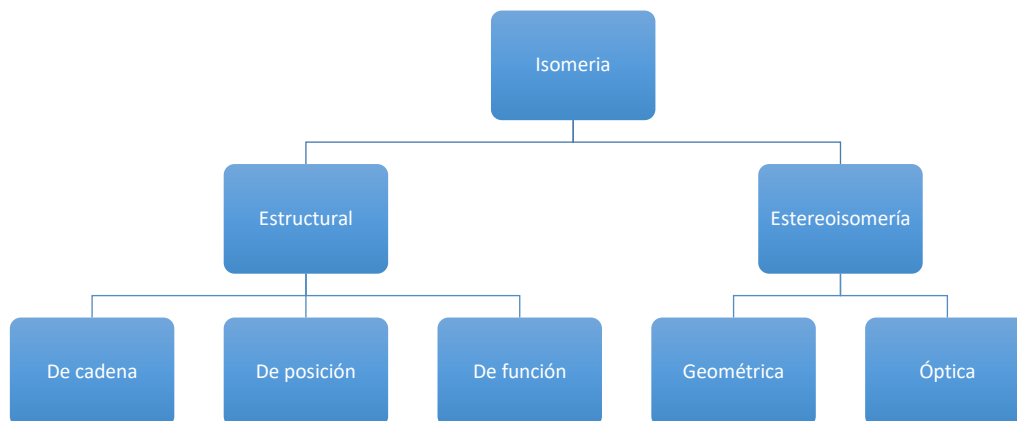 Isomeria
Estructural
Estereoisomería
De cadena
De posición
De función
Geométrica
Óptica